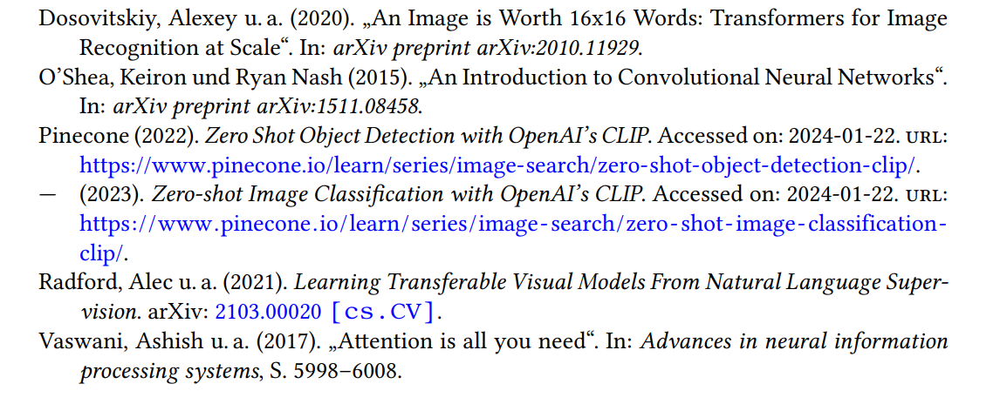 Dosovitskiy, Alexey u. a. (2020). „An Image is Worth 16x16 Words: Transformers for Image
Recognition at Scale“. In: arXiv preprint arXiv:2010.11929.
O’Shea, Keiron und Ryan Nash (2015). „An Introduction to Convolutional Neural Networks“.
In: arXiv preprint arXiv:1511.08458.
Pinecone (2022). Zero Shot Object Detection with OpenAI’s CLIP. Accessed on: 2024-01-22. URL:
https://www.pinecone.io/learn/series/image-search/zero-shot-object-detection-clip/.
— (2023). Zero-shot Image Classification with OpenAI’s CLIP. Accessed on: 2024-01-22. URL:
https://www.pinecone.io/learn/series/image-search/zero-shot-image-classification-
clip/.
Radford, Alec u. a. (2021). Learning Transferable Visual Models From Natural Language Super-
vision. arXiv: 2103.00020 [cs.CV].
Vaswani, Ashish u. a. (2017). „Attention is all you need“. In: Advances in neural information
processing systems, S. 5998–6008.